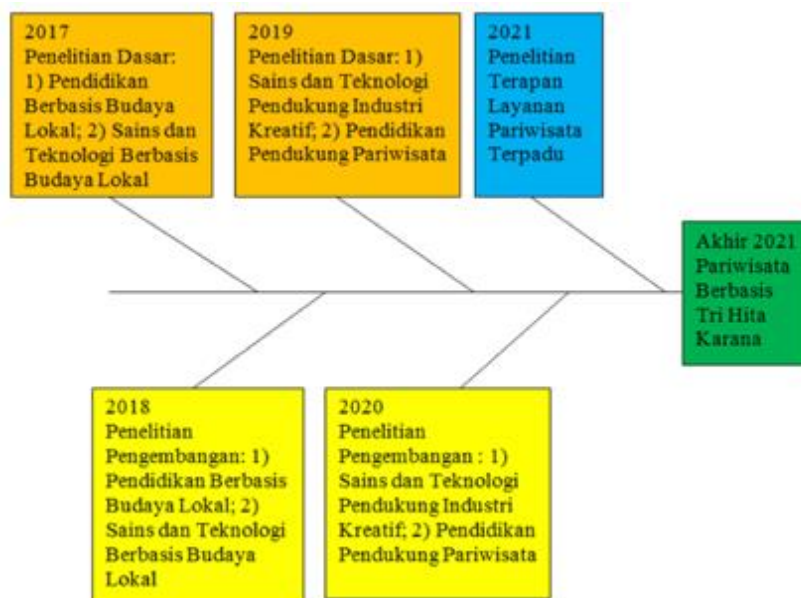 2017
Penelitian Dasar:
1) Pendidikan
Berbasis Budaya
Lokal; 2) Sains dan
Teknologi Berbasis
Budaya Lokal
2019
Penelitian Dasar: 1)
Sains dan Teknologi
Pendukung Industri
Kreatif; 2) Pendidikan
Pendukung Pariwisata
2021
Penelitian
Terapan
Layanan
Pariwisata
Terpadu
Akhir 2021
Pariwisata
Berbasis
Tri Hita
Karana
2018
Penelitian
Pengembangan: 1)
Pendidikan Berbasis
Budaya Lokal; 2)
Sains dan Teknologi
Berbasis Budaya
Lokal
2020
Penelitian
Pengembangan : 1)
Sains dan Teknologi
Pendukung Industri
Kreatif; 2) Pendidikan
Pendukung Pariwisata